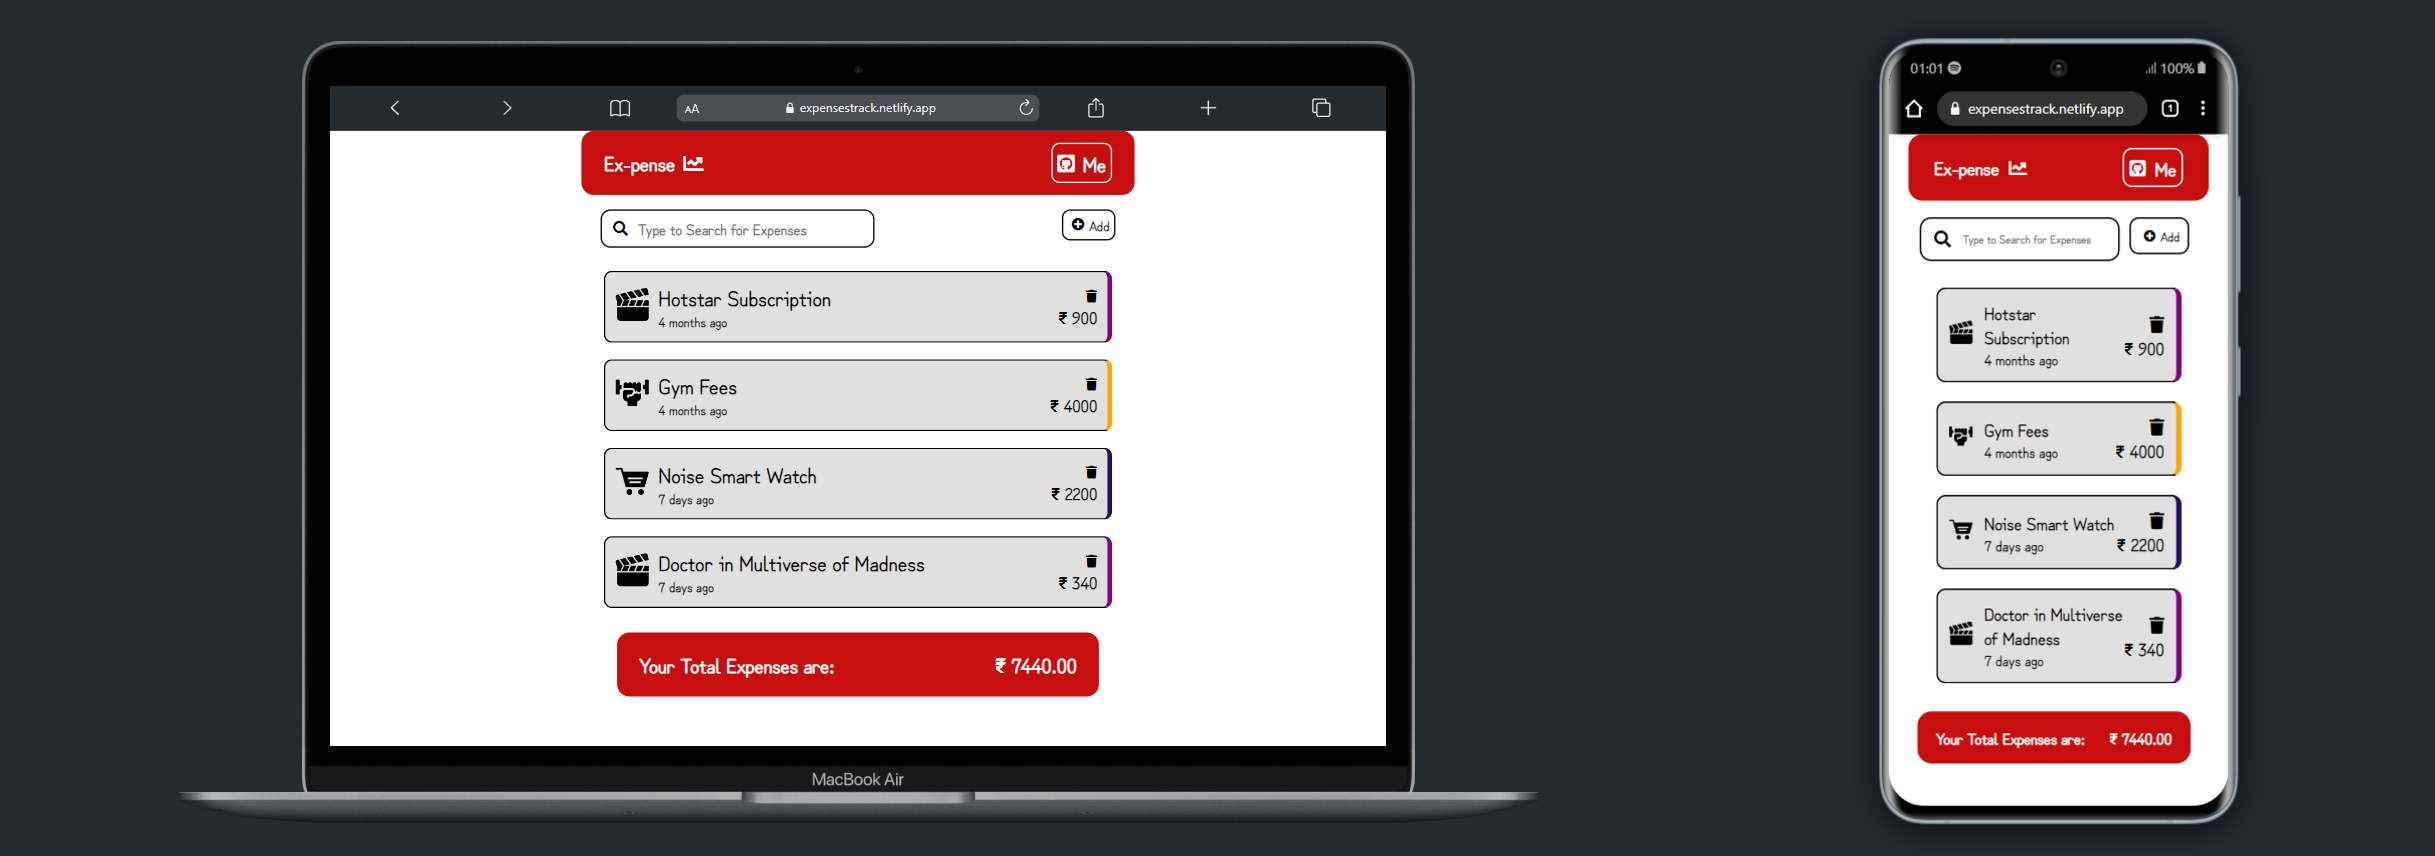 AA
expensestrack.netlify.app
Ex-pense
Me
Type to Search for Expenses
Add
Hotstar Subscription
4 months ago
₹ 900
Gym Fees
4 months ago
₹ 4000
Noise Smart Watch
7 days ago
₹ 2200
Doctor in Multiverse of Madness
7 days ago
₹ 340
Your Total Expenses are:
₹ 7440.00
MacBook Air
01:01
100%
expensestrack.netlify.app
1
Ex-pense
Me
Type to Search for Expenses
Add
Hotstar
Subscription
4 months ago
₹ 900
Gym Fees
4 months ago
₹ 4000
Noise Smart Watch
7 days ago
₹ 2200
Doctor in Multiverse
of Madness
7 days ago
₹ 340
Your Total Expenses are:
₹ 7440.00